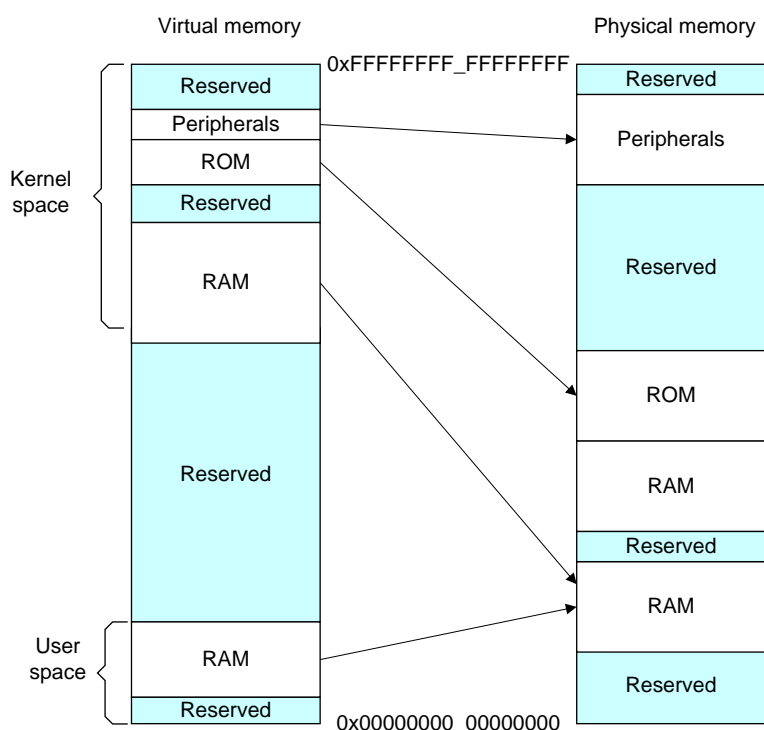 Virtual memory
Physical memory
0xFFFFFFFF_FFFFFFFF
Reserved
Peripherals
ROM
Reserved
RAM
Reserved
RAM
Reserved
Kernel
space
User
space
Reserved
Peripherals
Reserved
ROM
RAM
Reserved
RAM
Reserved
0x00000000_00000000